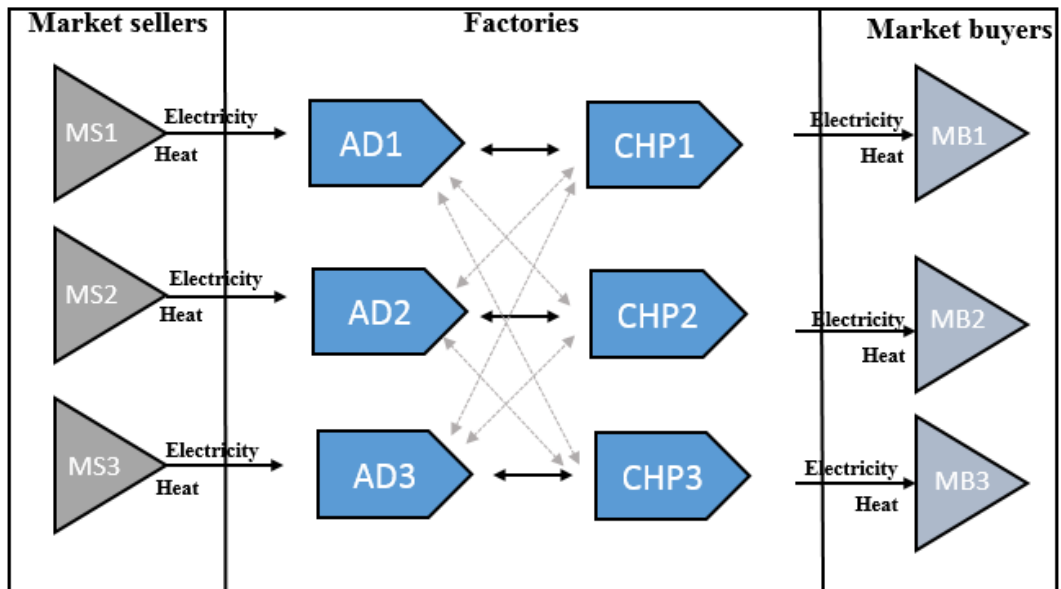 Market sellers
Factories
Market buyers
MS1
Electricity
Heat
AD1
CHP1
Electricity
Heat
MB1
MS2
Electricity
Heat
AD2
CHP2
Electricity
Heat
MB2
MS3
Electricity
Heat
AD3
CHP3
Electricity
Heat
MB3